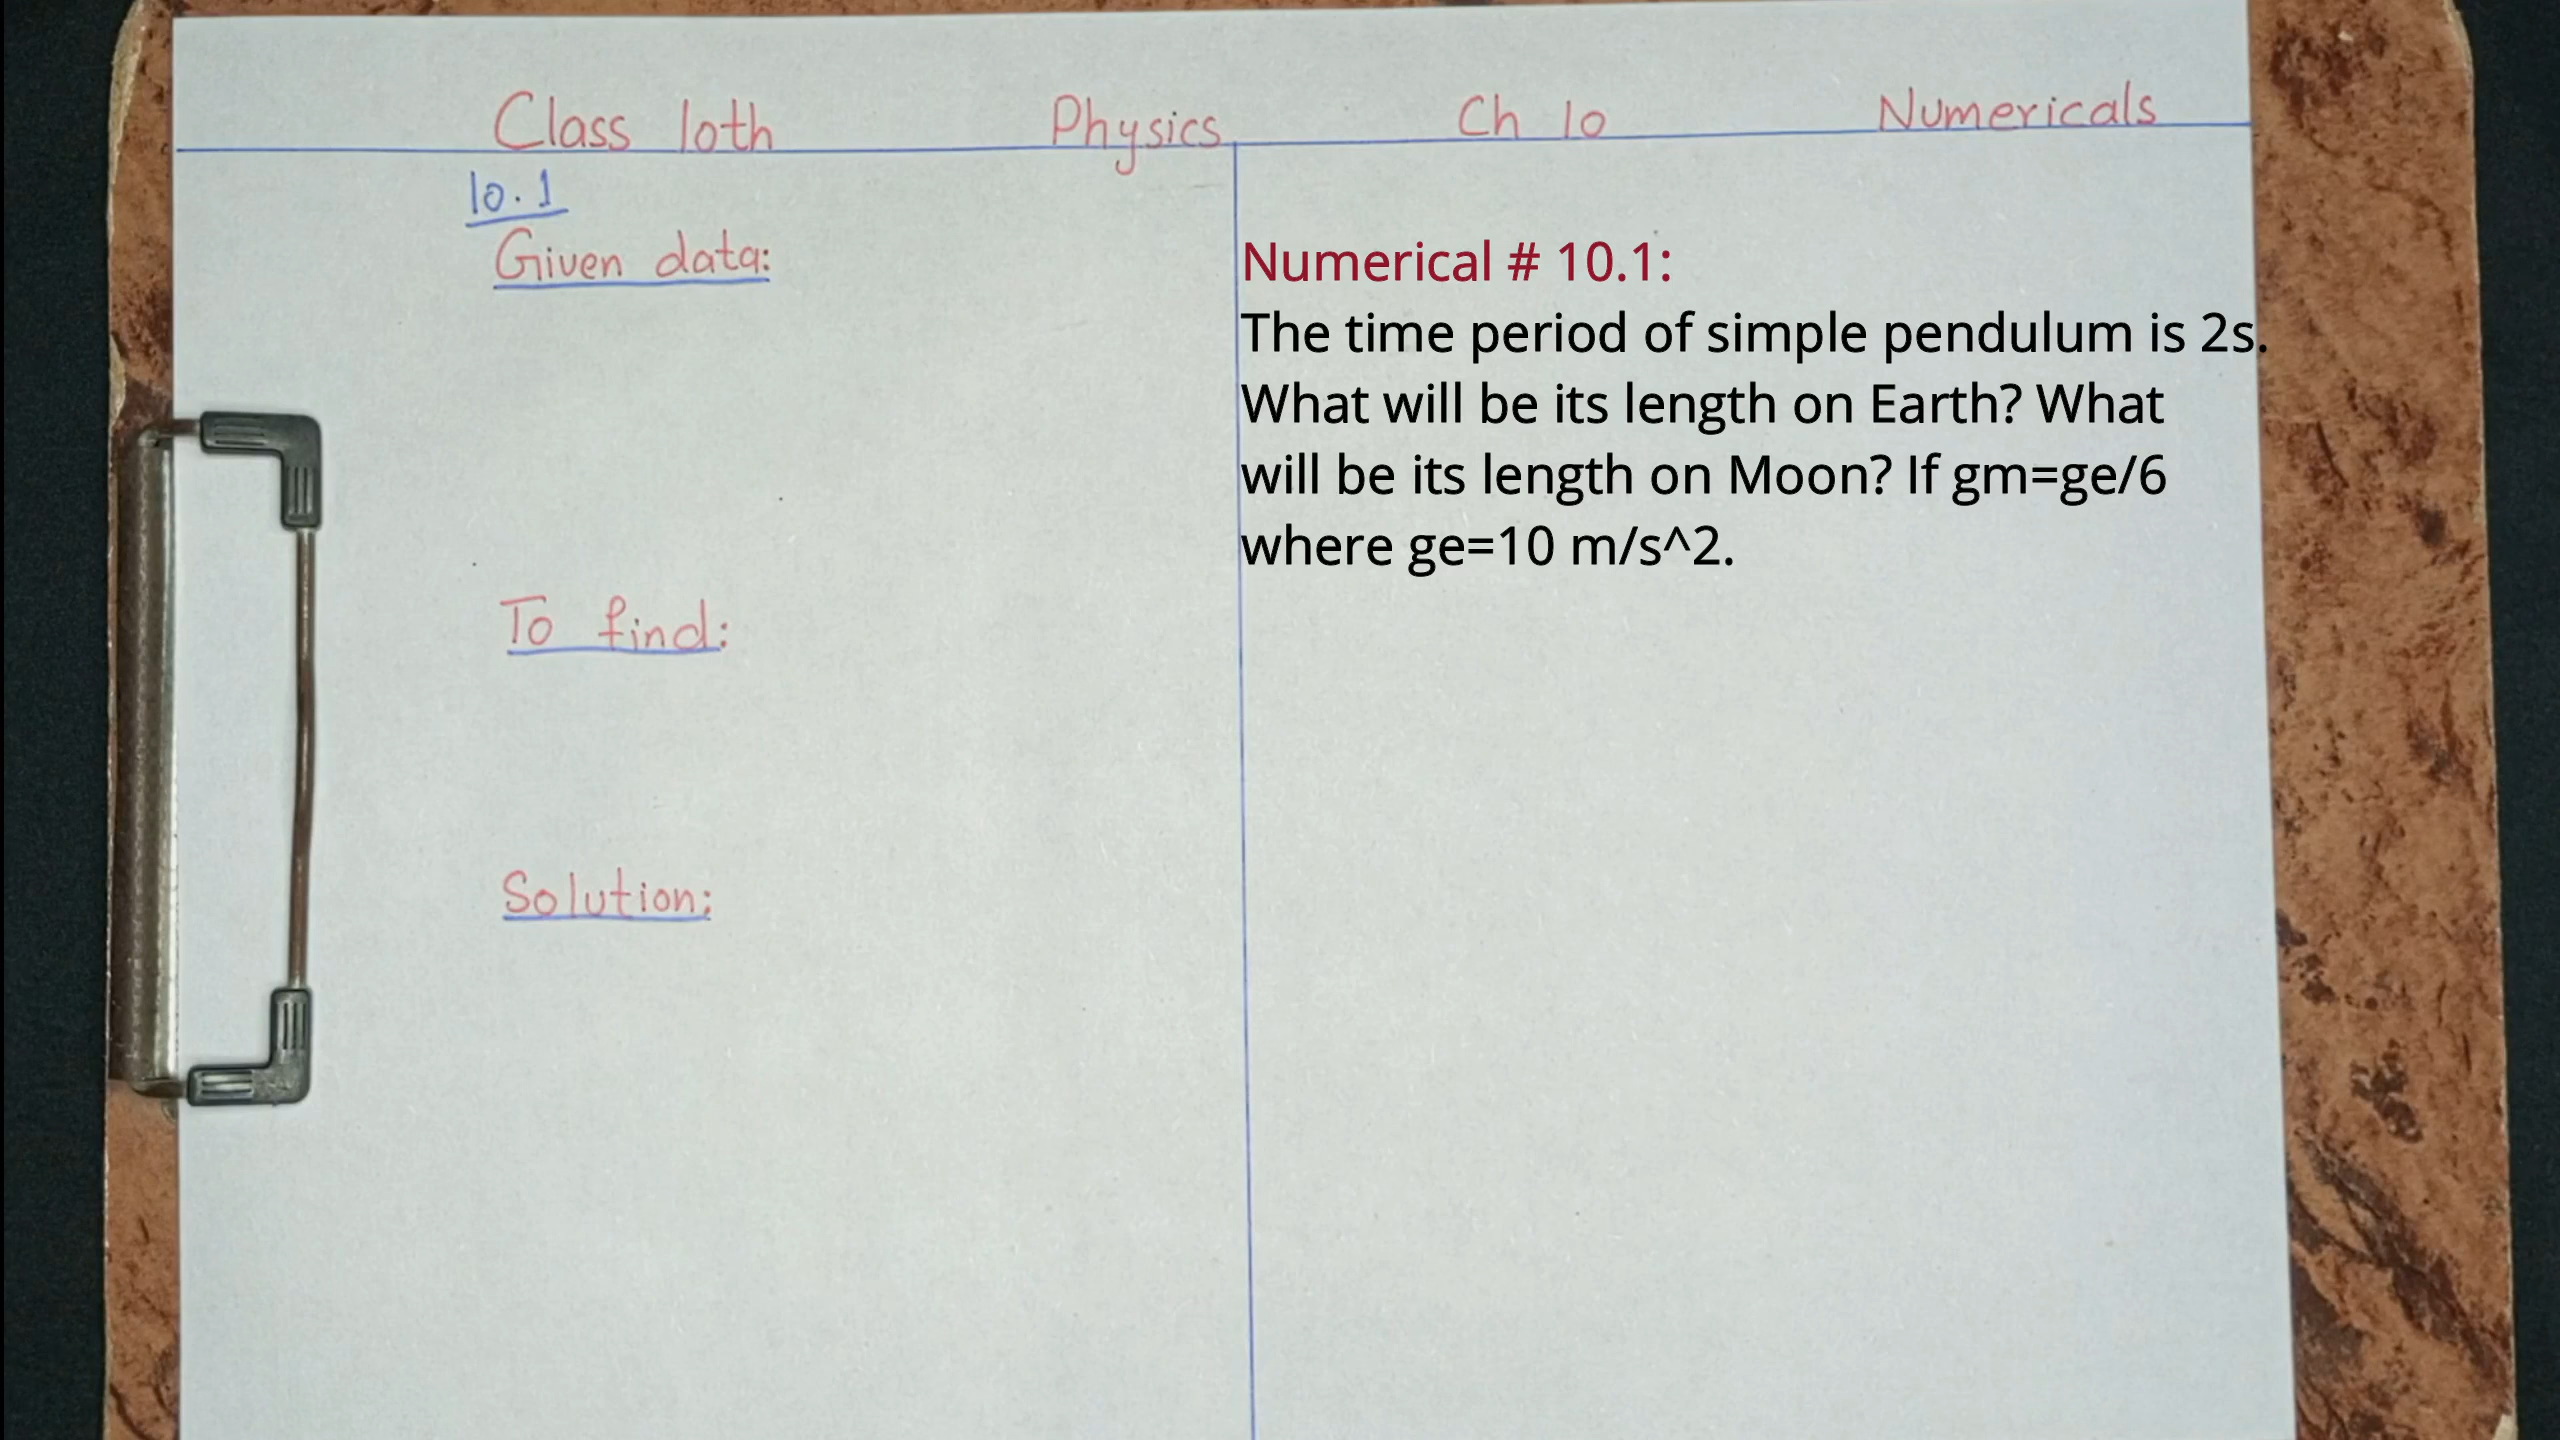 Class 10th Physics Ch 10 Numericals
10.1
Given data:
Numerical # 10.1:
The time period of simple pendulum is 2s.
What will be its length on Earth? What
will be its length on Moon? If gm=ge/6
where ge=10 m/s^2.
To find:
Solution: